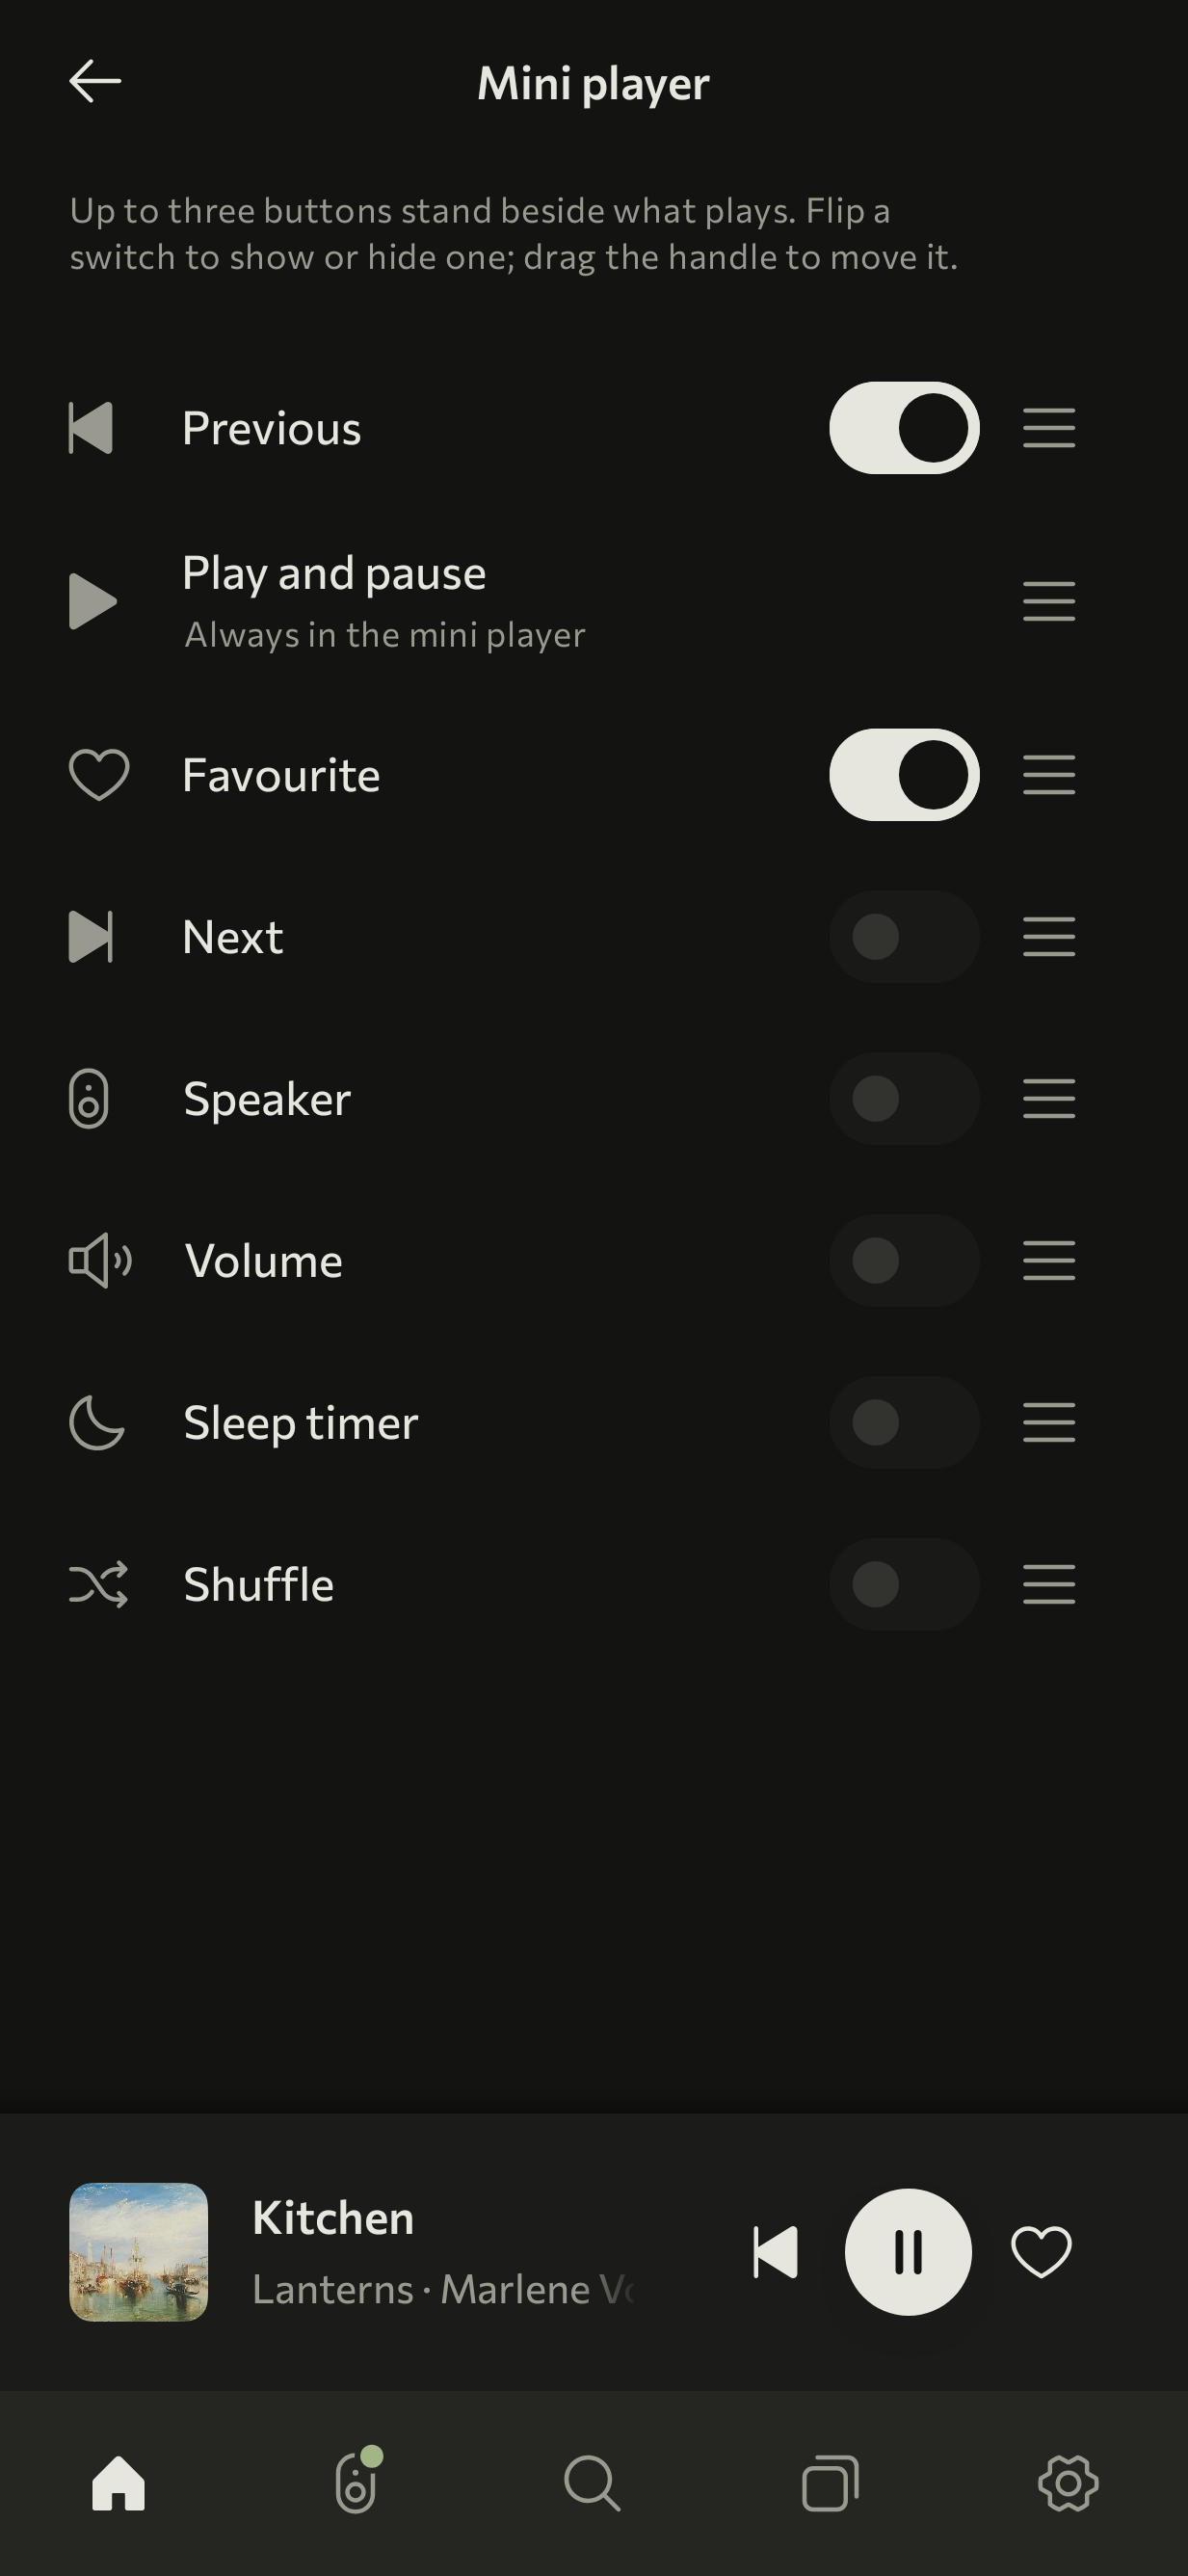 Mini player
Up to three buttons stand beside what plays. Flip a
switch to show or hide one; drag the handle to move it.
Previous
Play and pause
Always in the mini player
Favourite
Next
Speaker
Volume
Sleep timer
Shuffle
Kitchen
Lanterns · Marlene